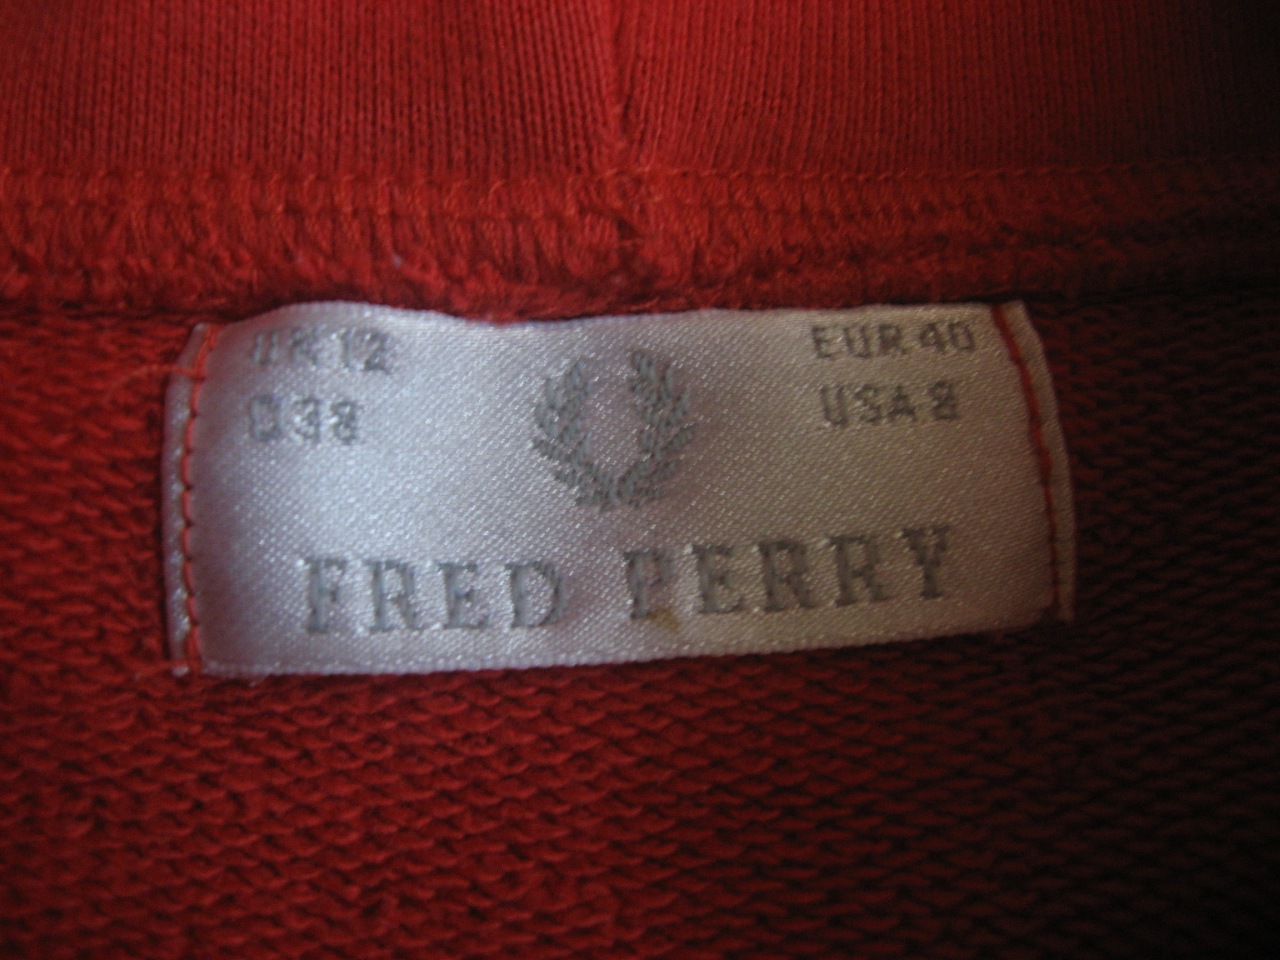 UK 12
EUR 40
D 38
USA 8
FRED PERRY